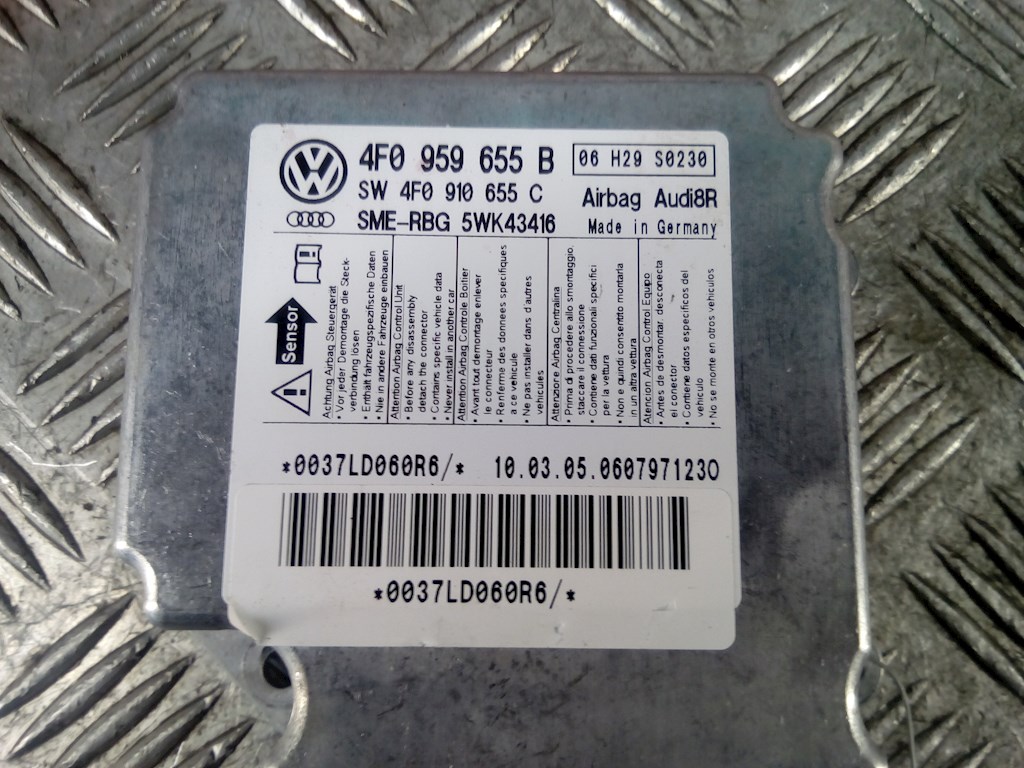 4F0 959 655 B
06 H29 S0230
SW 4F0 910 655 C
Airbag Audi8R
SME-RBG 5WK43416
Made in Germany
Sensor
Achtung Airbag Steuergerät
• Vor jeder Demontage die Steck-
verbindung lösen
• Enthält fahrzeugspezifische Daten
• Nie in andere Fahrzeuge einbauen
Attention Airbag Control Unit
• Before any disassembly
detach the connector
• Contains specific vehicle data
• Never install in another car
Attention Airbag Controle Boitier
• Avant tout demontage enlever
le connecteur
• Renferme des donnees specifiques
a ce vehicule
• Ne pas installer dans d'autres
vehicules
Attenzione Airbag Centralina
• Prima di procedere allo smontaggio,
staccare il connessione
• Contiene dati funzionali specifici
per la vettura
• Non e quindi consentito montarla
in un altra vettura
Atencion Airbag Control Equipo
• Antes de desmontar, desconecta
el conector
• Contiene datos especificos del
vehiculo
• No se monte en otros vehiculos
*0037LD060R6/*
10.03.05.0607971230
*0037LD060R6/*